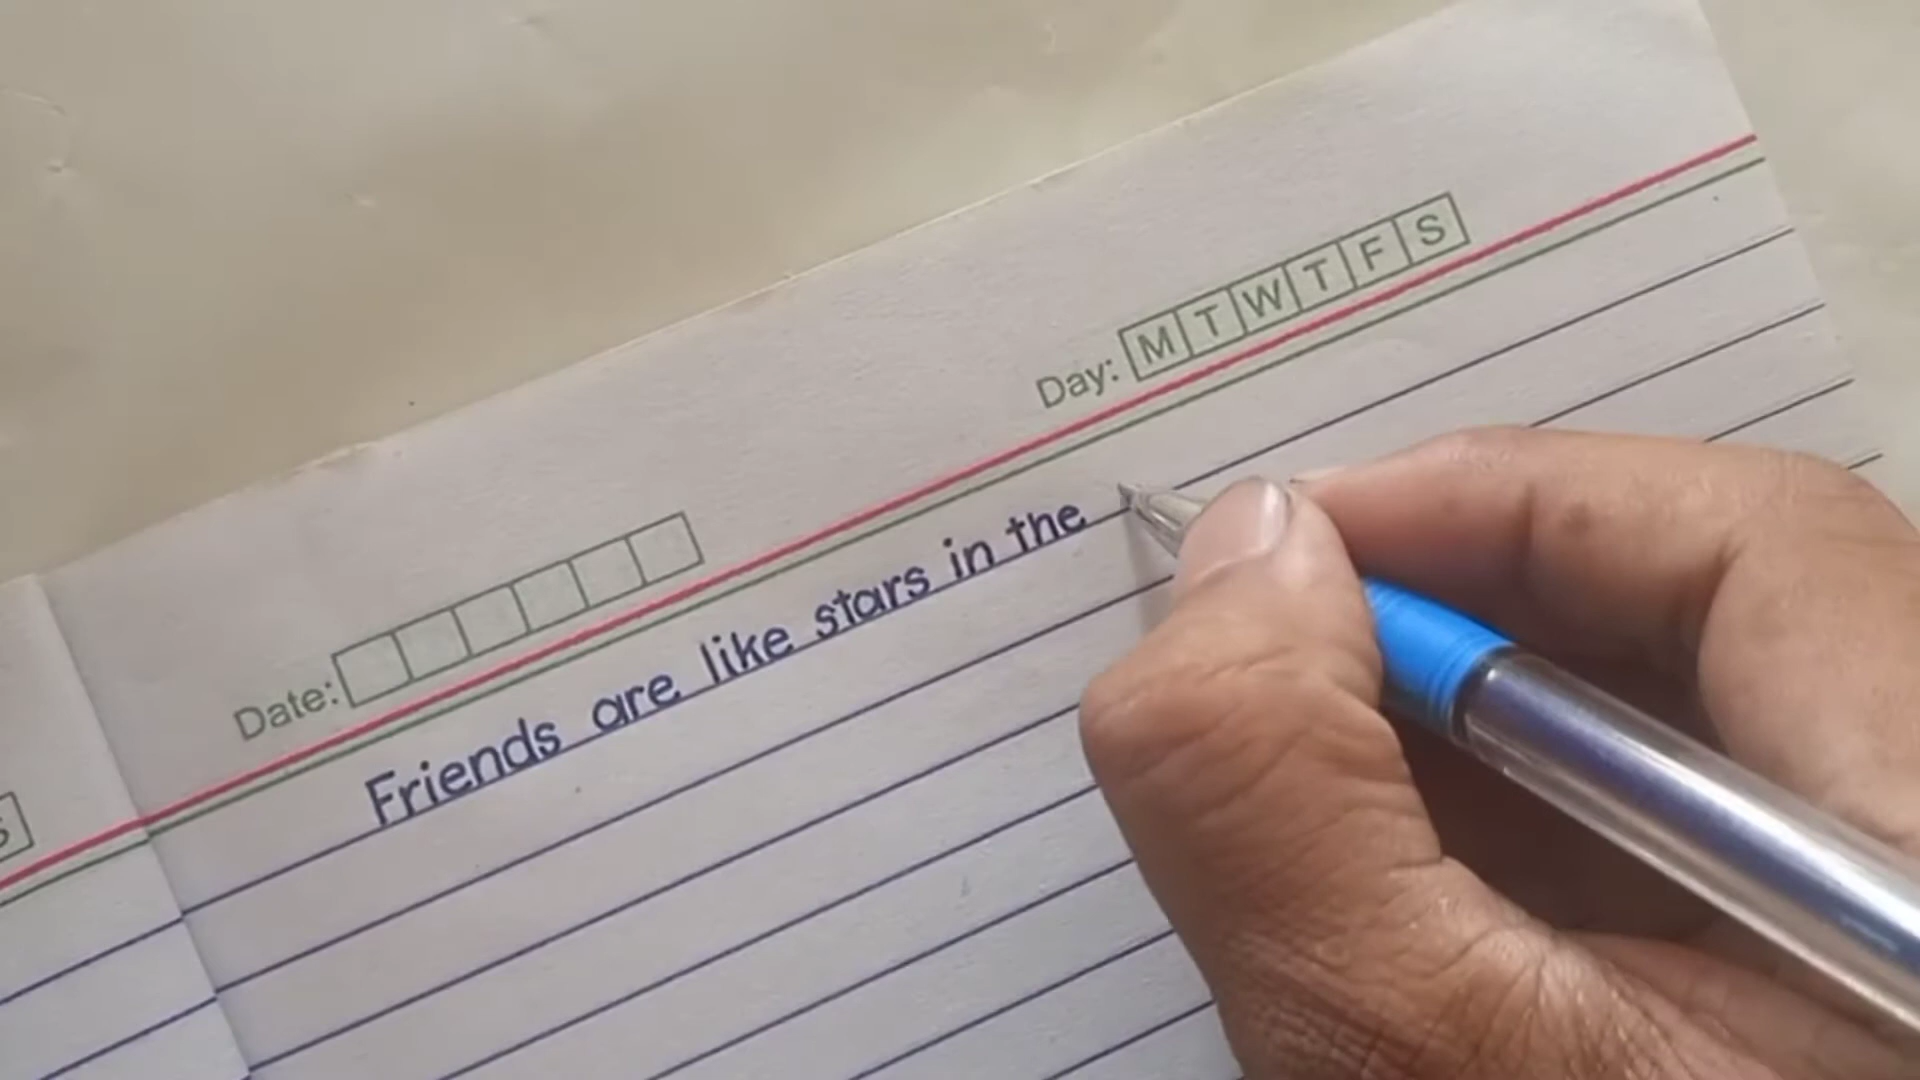 Day: M T W T F S
Date:
Friends are like stars in the
S